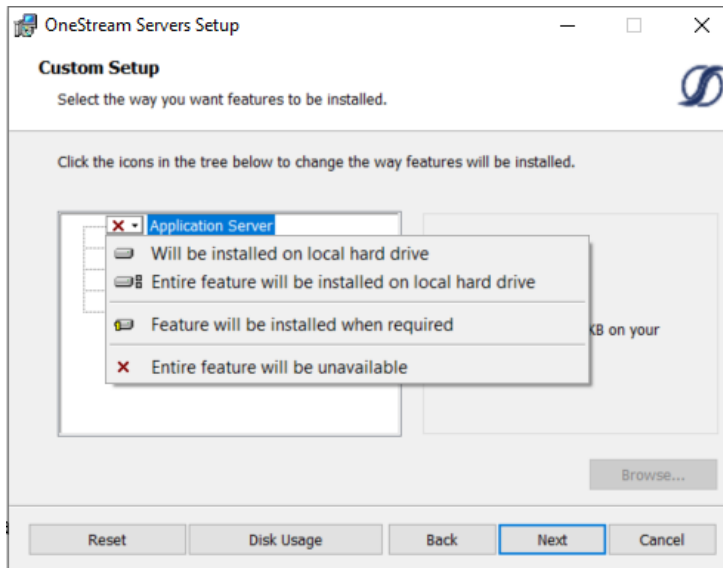 OneStream Servers Setup
Custom Setup
Select the way you want features to be installed.
Click the icons in the tree below to change the way features will be installed.
Application Server
Will be installed on local hard drive
Entire feature will be installed on local hard drive
Feature will be installed when required
KB on your
Entire feature will be unavailable
Browse...
Reset
Disk Usage
Back
Next
Cancel